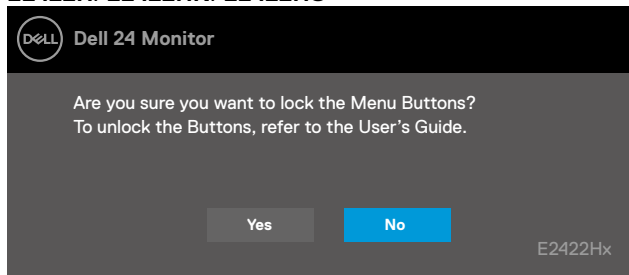 DELL Dell 24 Monitor
Are you sure you want to lock the Menu Buttons?
To unlock the Buttons, refer to the User's Guide.
Yes No
E2422Hx